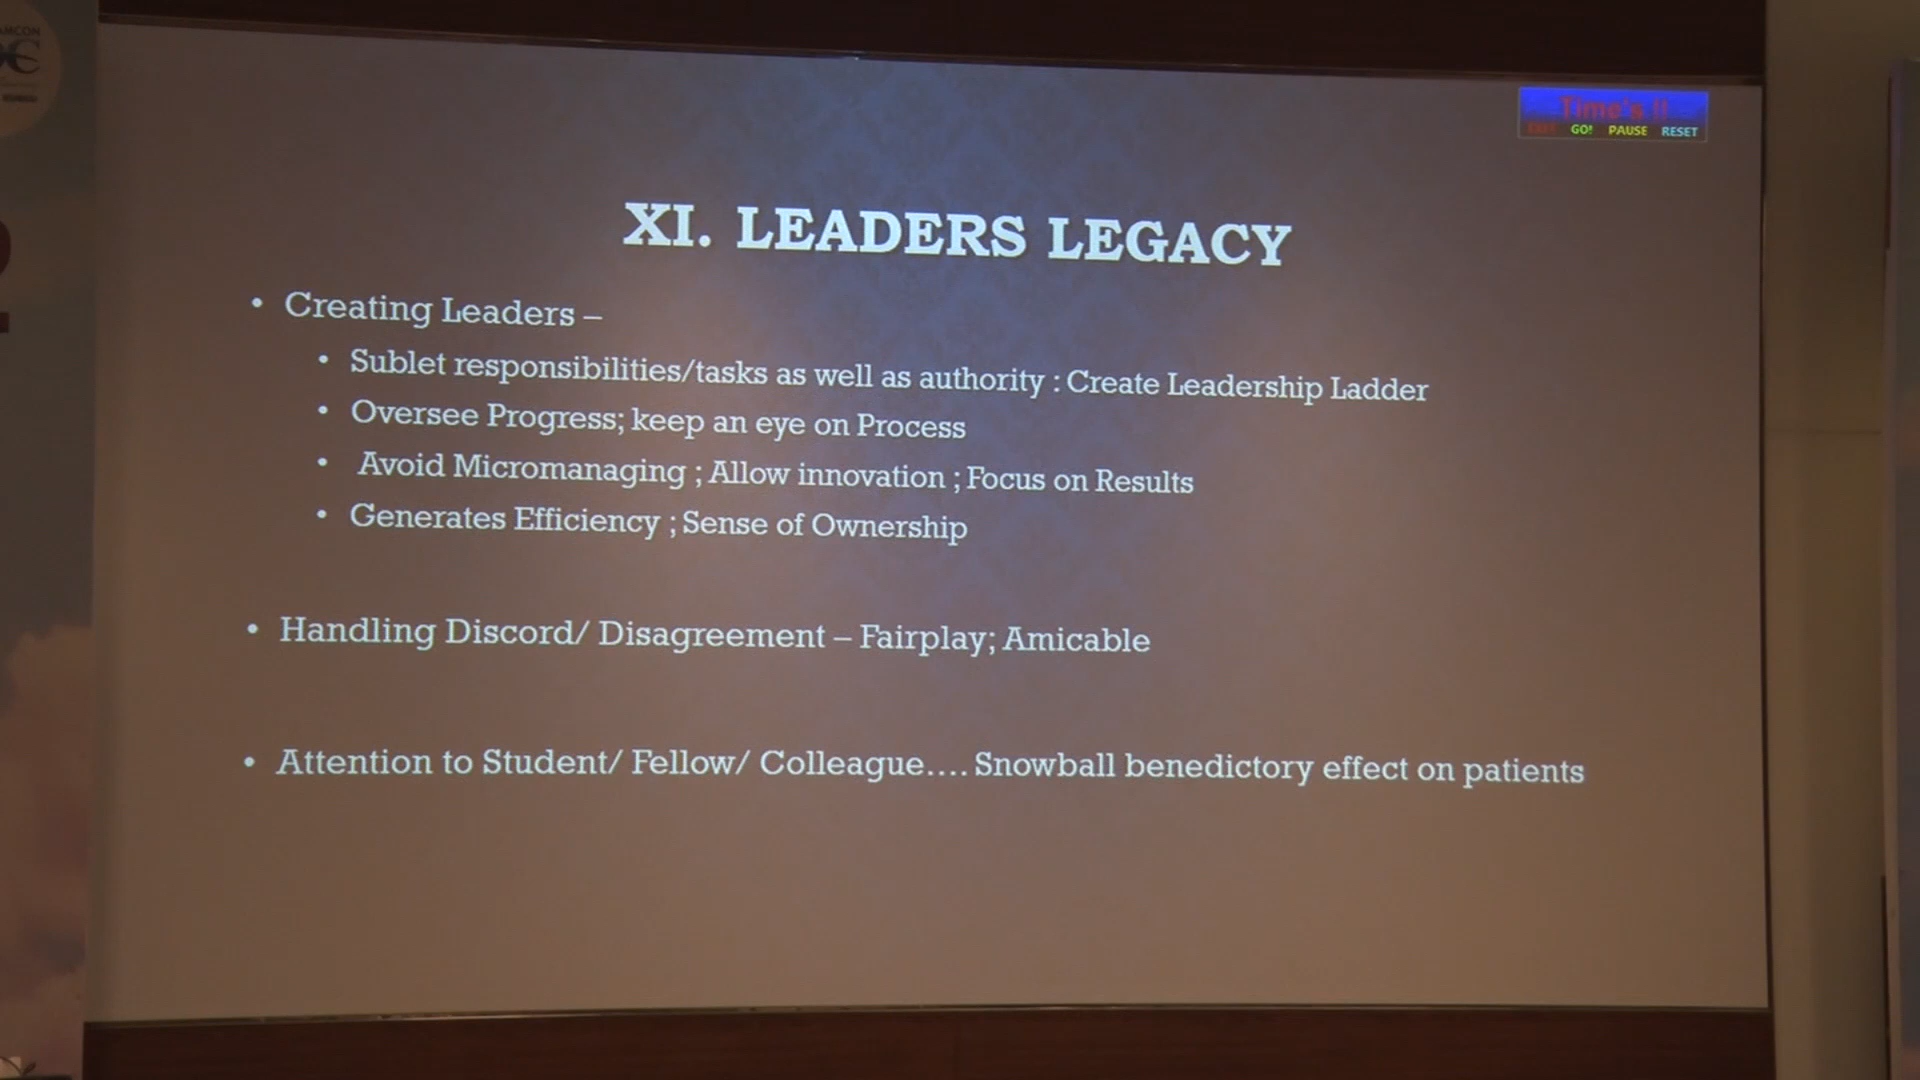 Time's !!
GO! PAUSE RESET
XI. LEADERS LEGACY
• Creating Leaders –
• Sublet responsibilities/tasks as well as authority : Create Leadership Ladder
• Oversee Progress; keep an eye on Process
• Avoid Micromanaging ; Allow innovation ; Focus on Results
• Generates Efficiency ; Sense of Ownership
• Handling Discord/ Disagreement – Fairplay; Amicable
• Attention to Student/ Fellow/ Colleague.... Snowball benedictory effect on patients